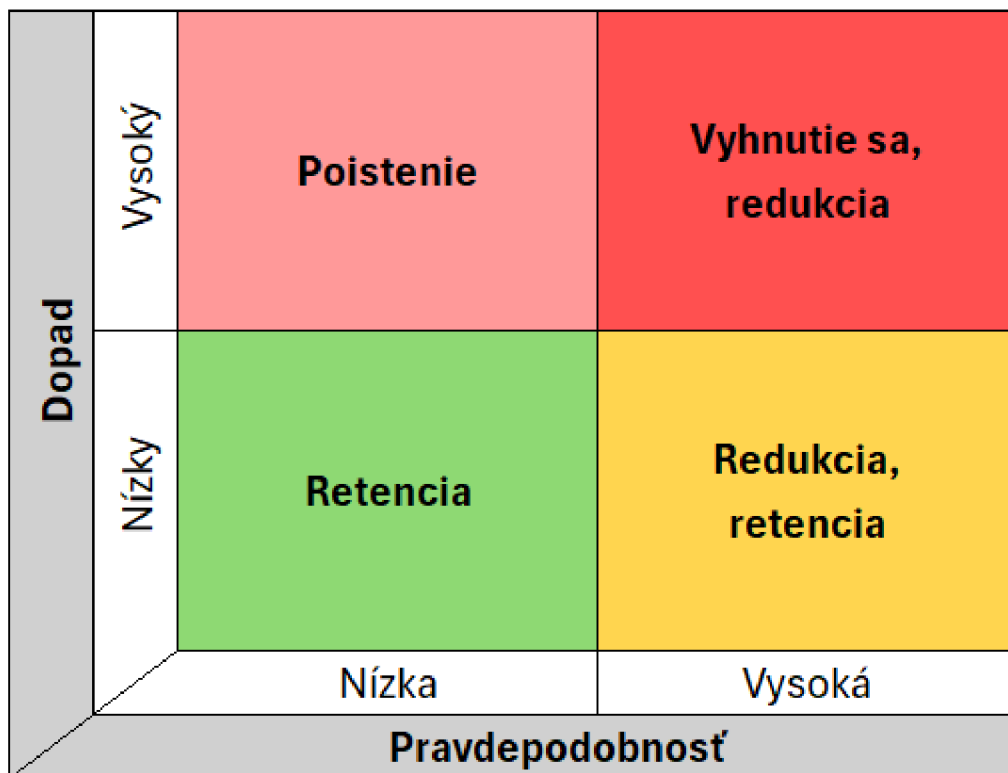 Dopad
Vysoký
Poistenie
Vyhnutie sa,
redukcia
Nízky
Retencia
Redukcia,
retencia
Nízka
Vysoká
Pravdepodobnosť